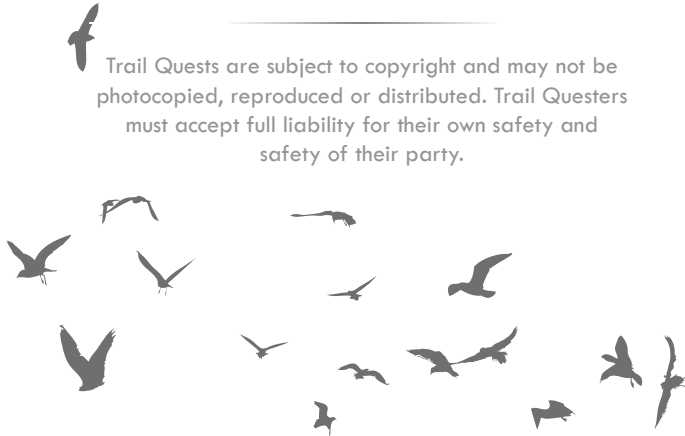 Trail Quests are subject to copyright and may not be
photocopied, reproduced or distributed. Trail Questers
must accept full liability for their own safety and
safety of their party.